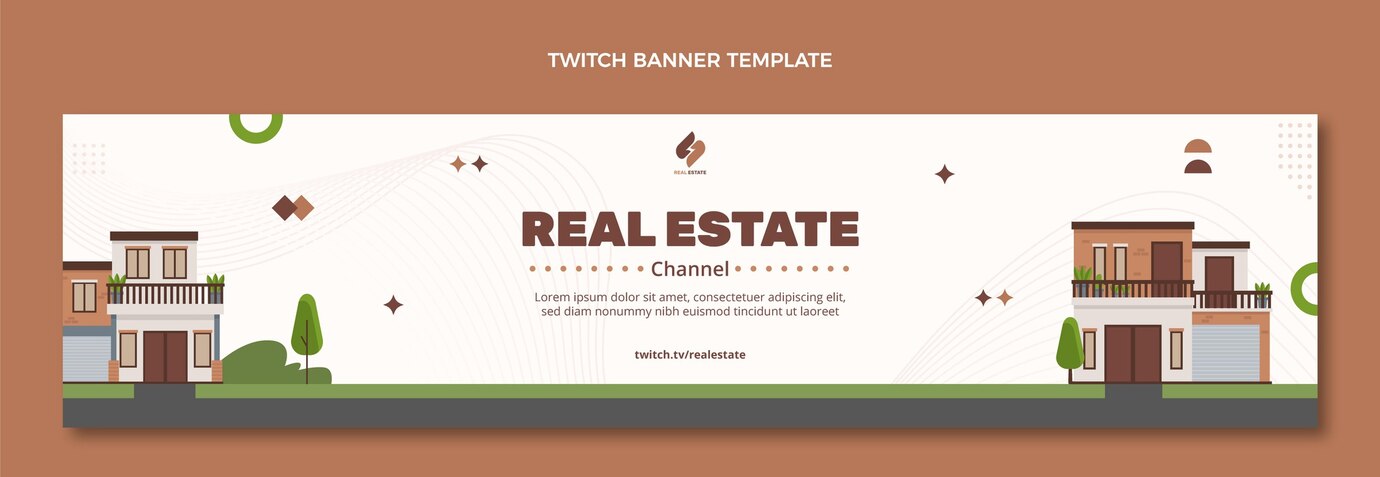 TWITCH BANNER TEMPLATE
REAL ESTATE
REAL ESTATE
Channel
Lorem ipsum dolor sit amet, consectetuer adipiscing elit,
sed diam nonummy nibh euismod tincidunt ut laoreet
twitch.tv/realestate